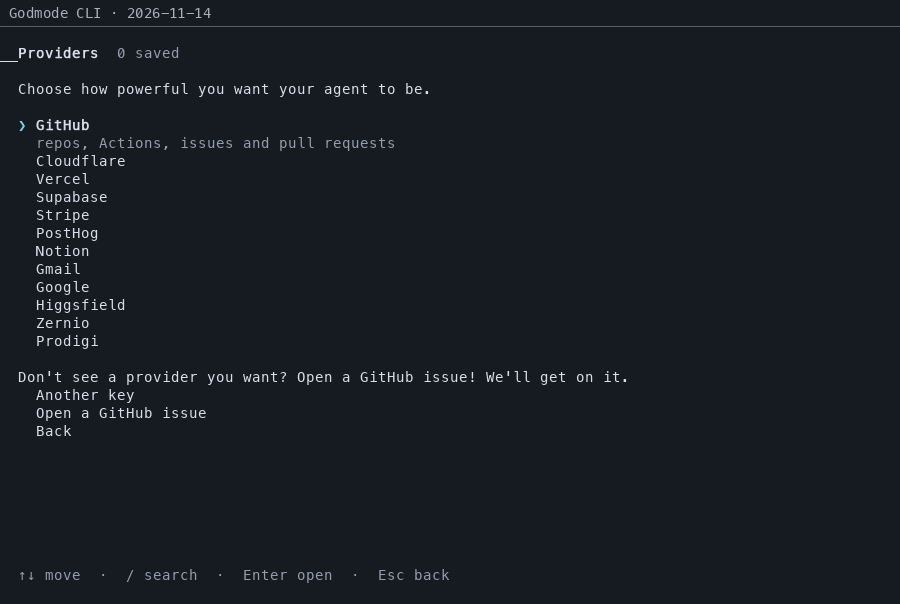 Godmode CLI · 2026-11-14
Providers 0 saved
Choose how powerful you want your agent to be.
❯ GitHub
repos, Actions, issues and pull requests
Cloudflare
Vercel
Supabase
Stripe
PostHog
Notion
Gmail
Google
Higgsfield
Zernio
Prodigi
Don't see a provider you want? Open a GitHub issue! We'll get on it.
Another key
Open a GitHub issue
Back
↑↓ move · / search · Enter open · Esc back